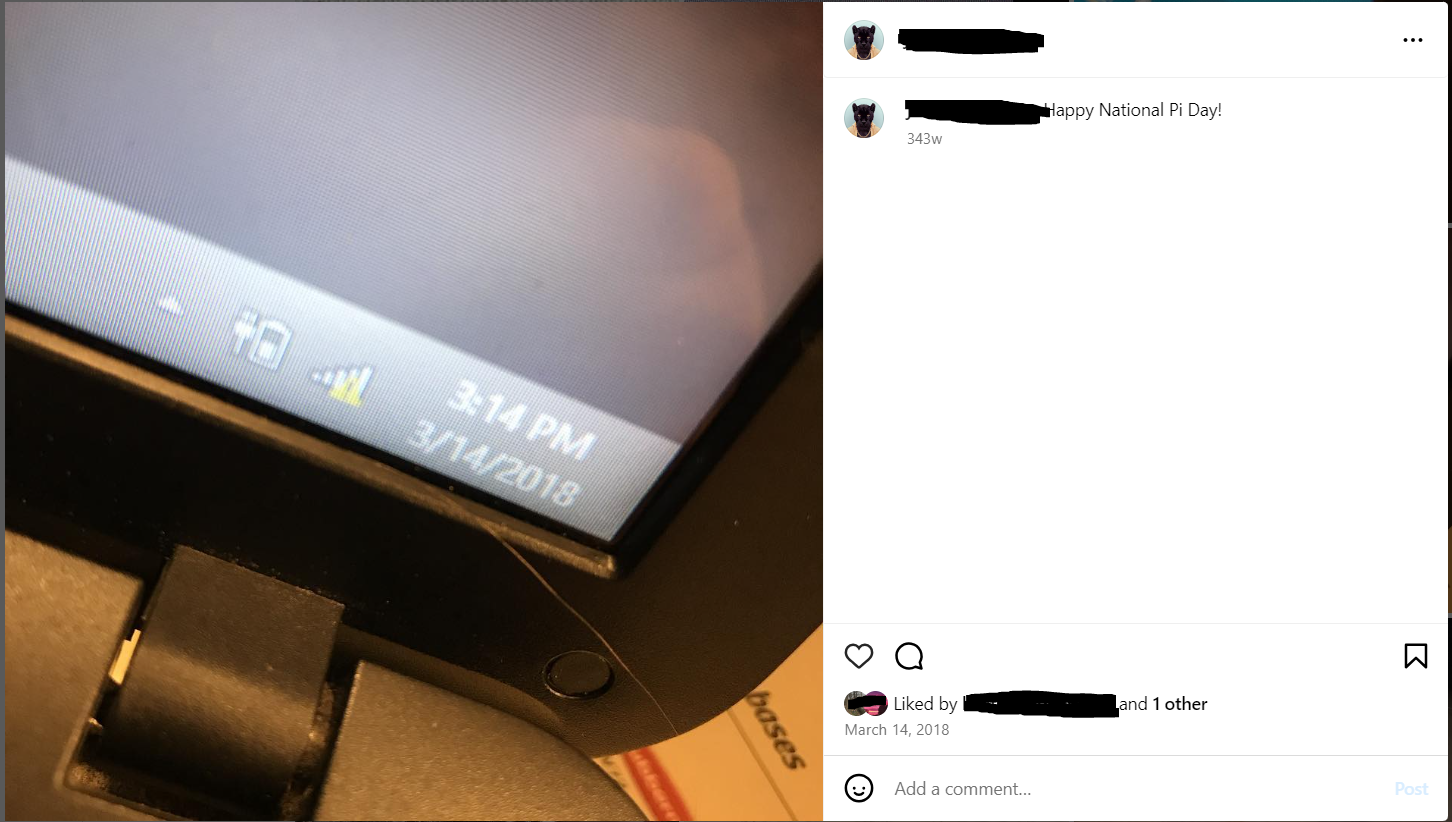 3:14 PM
3/14/2018
bases
Happy National Pi Day!
343w
Liked by
and 1 other
March 14, 2018
Add a comment...
Post